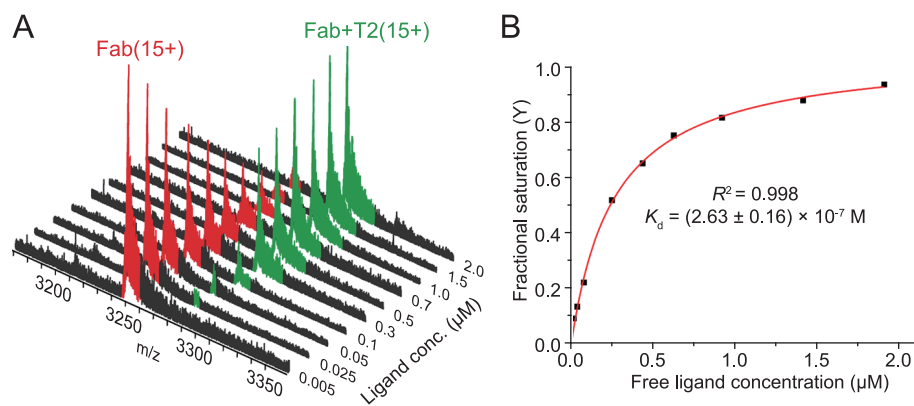 A
Fab(15+)
Fab+T2(15+)
3200
3250
3300
3350
m/z
0.005
0.025
0.05
0.1
0.3
0.5
0.7
1.0
1.5
2.0
Ligand conc. (µM)
B
1.0
0.8
0.6
0.4
0.2
0.0
Fractional saturation (Y)
R² = 0.998
Kd = (2.63 ± 0.16) × 10⁻⁷ M
0.0
0.5
1.0
1.5
2.0
Free ligand concentration (µM)